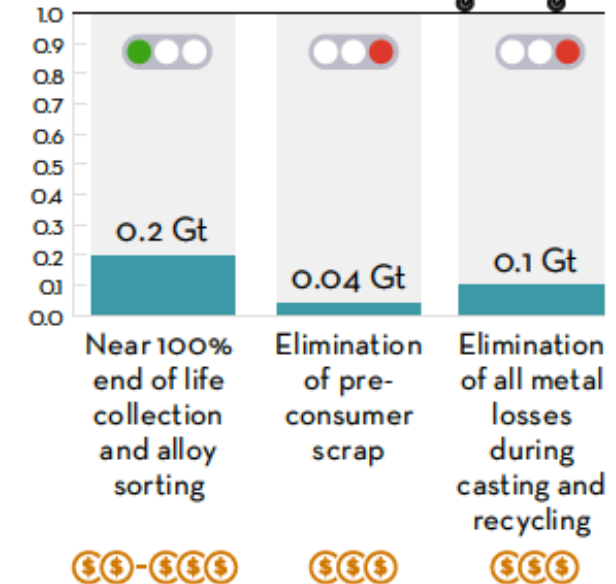 1.0
0.9
0.8
0.7
0.6
0.5
0.4
0.3
0.2
0.1
0.0
0.2 Gt
0.04 Gt
0.1 Gt
Near 100%
end of life
collection
and alloy
sorting
Elimination
of pre-
consumer
scrap
Elimination
of all metal
losses
during
casting and
recycling
$$-$$$
$$$
$$$